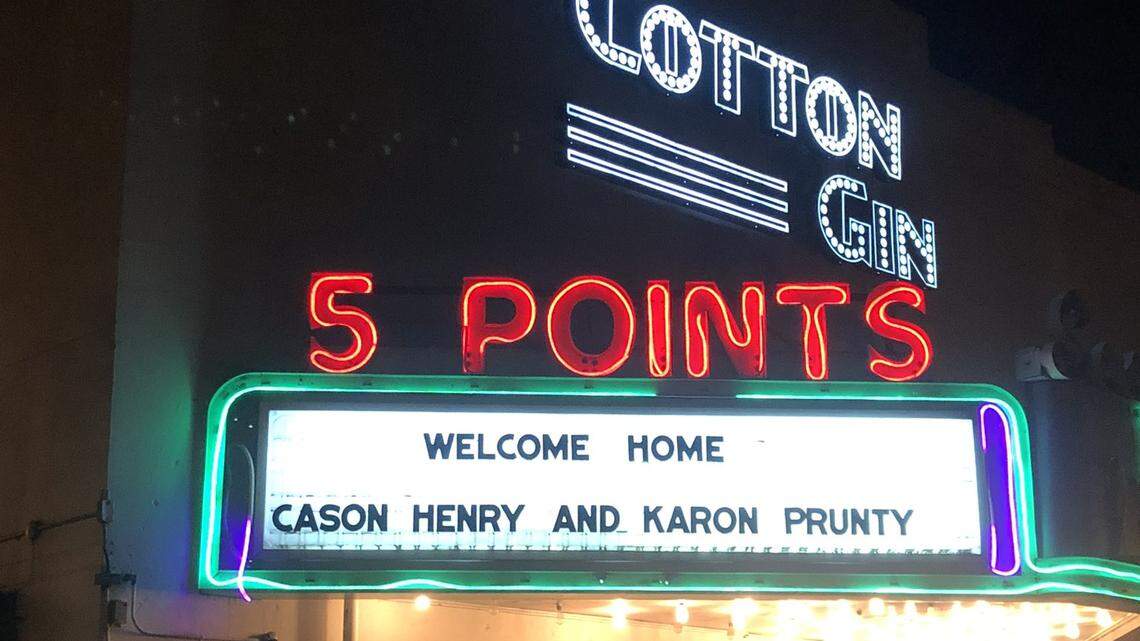 COTTON
GIN
5 POINTS
WELCOME HOME
CASON HENRY AND KARON PRUNTY